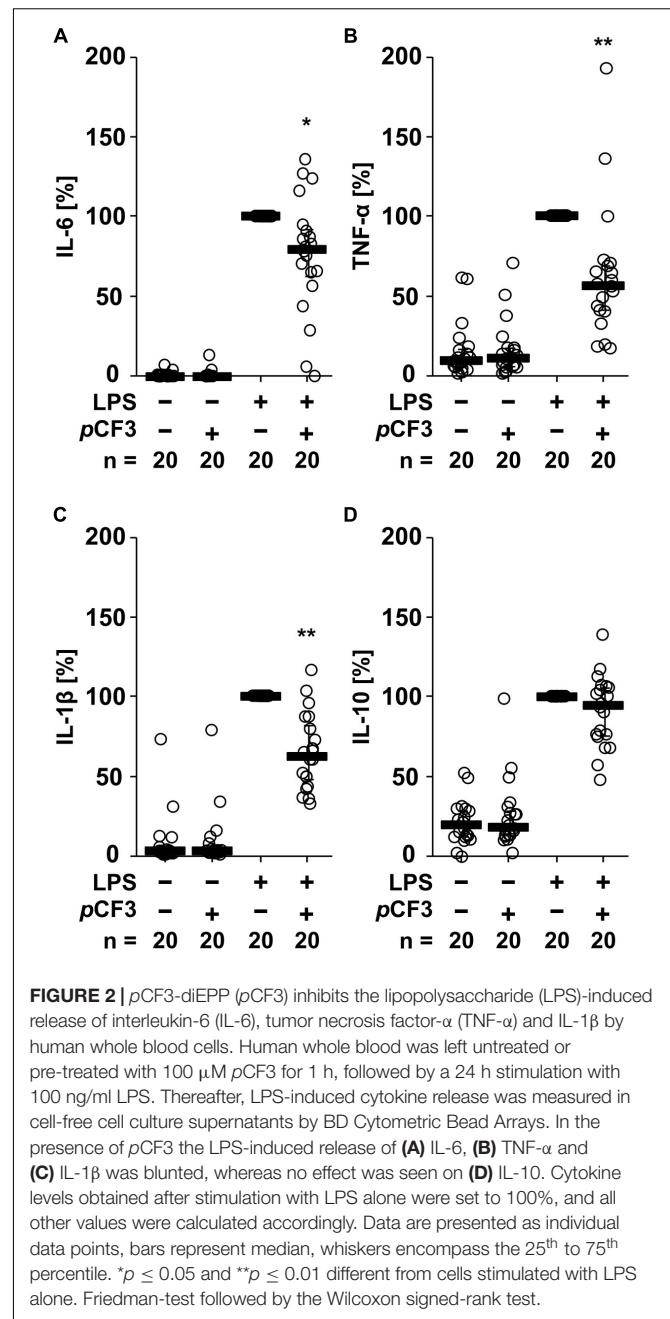 A
B
200
**
150
*
100
50
0
IL-6 [%]
200
150
100
50
0
TNF-α [%]
LPS – – + +
pCF3 – + – +
n = 20 20 20 20
LPS – – + +
pCF3 – + – +
n = 20 20 20 20
C
D
200
150
**
100
50
0
IL-1β [%]
200
150
100
50
0
IL-10 [%]
LPS – – + +
pCF3 – + – +
n = 20 20 20 20
LPS – – + +
pCF3 – + – +
n = 20 20 20 20
FIGURE 2 | pCF3-diEPP (pCF3) inhibits the lipopolysaccharide (LPS)-induced
release of interleukin-6 (IL-6), tumor necrosis factor-α (TNF-α) and IL-1β by
human whole blood cells. Human whole blood was left untreated or
pre-treated with 100 μM pCF3 for 1 h, followed by a 24 h stimulation with
100 ng/ml LPS. Thereafter, LPS-induced cytokine release was measured in
cell-free cell culture supernatants by BD Cytometric Bead Arrays. In the
presence of pCF3 the LPS-induced release of (A) IL-6, (B) TNF-α and
(C) IL-1β was blunted, whereas no effect was seen on (D) IL-10. Cytokine
levels obtained after stimulation with LPS alone were set to 100%, and all
other values were calculated accordingly. Data are presented as individual
data points, bars represent median, whiskers encompass the 25th to 75th
percentile. *p ≤ 0.05 and **p ≤ 0.01 different from cells stimulated with LPS
alone. Friedman-test followed by the Wilcoxon signed-rank test.